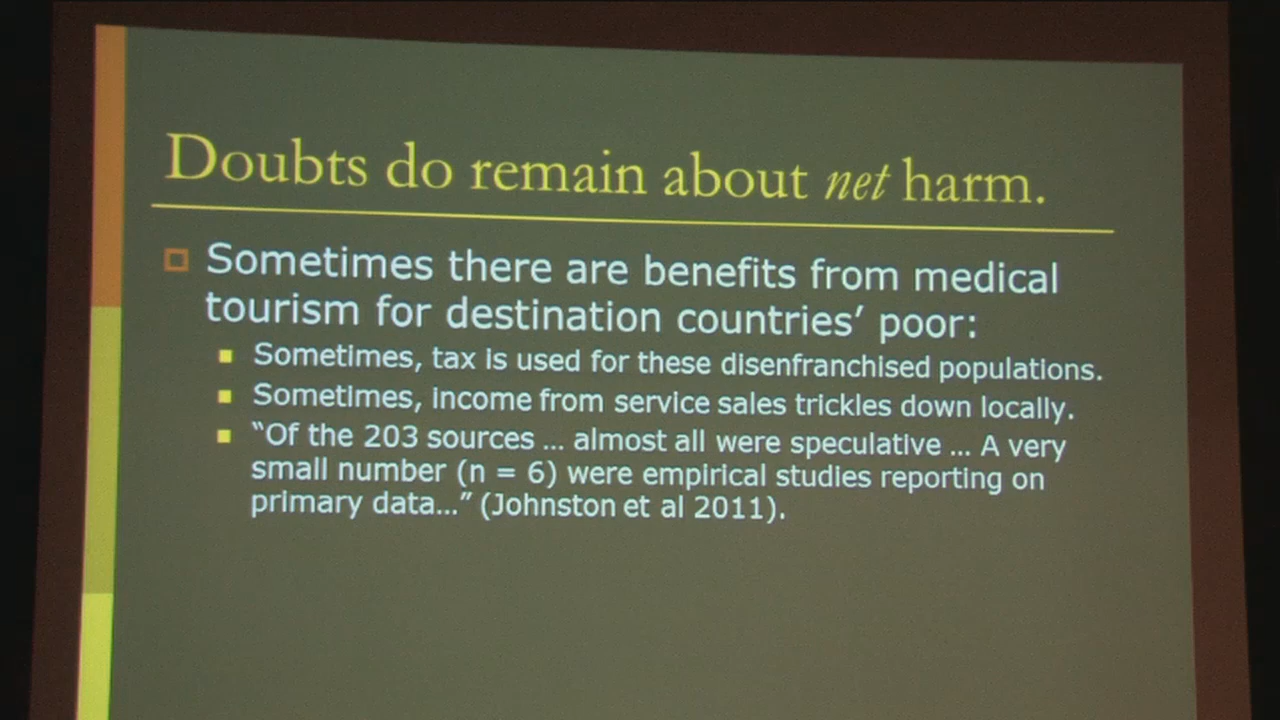 Doubts do remain about net harm.
Sometimes there are benefits from medical
tourism for destination countries’ poor:
Sometimes, tax is used for these disenfranchised populations.
Sometimes, income from service sales trickles down locally.
“Of the 203 sources ... almost all were speculative ... A very
small number (n = 6) were empirical studies reporting on
primary data...” (Johnston et al 2011).